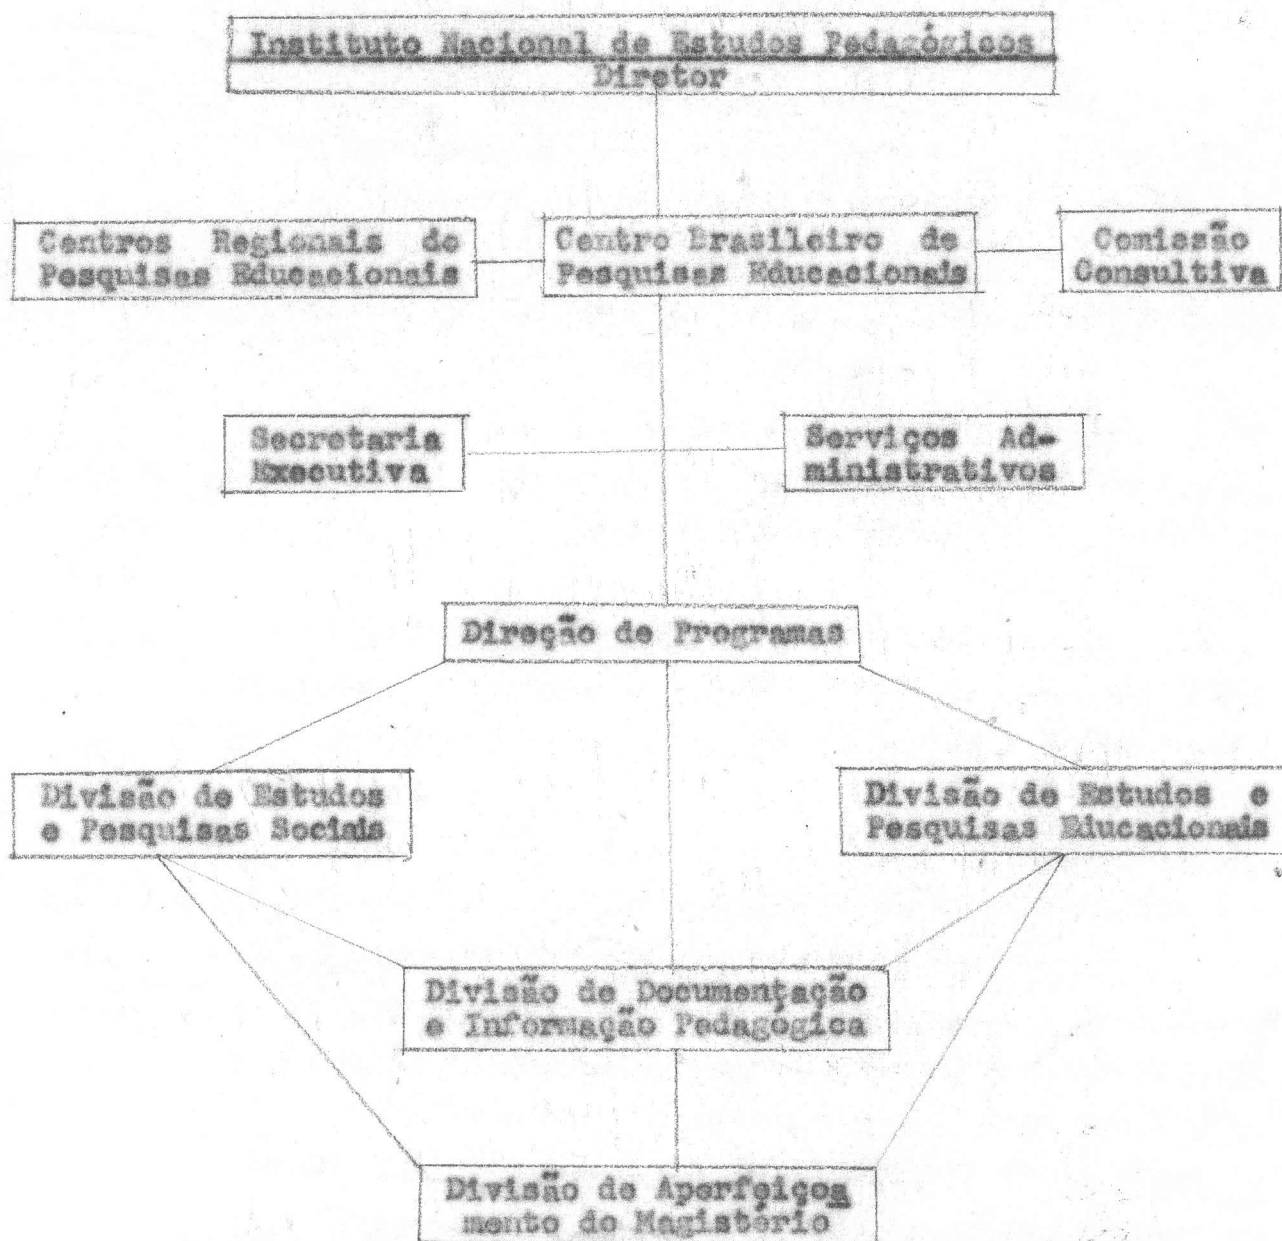 Instituto Nacional de Estudos Pedagógicos
Diretor
Centros Regionais de
Pesquisas Educacionais
Centro Brasileiro de
Pesquisas Educacionais
Comissão
Consultiva
Secretaria
Executiva
Serviços Ad-
ministrativos
Direção de Programas
Divisão de Estudos
e Pesquisas Sociais
Divisão de Estudos e
Pesquisas Educacionais
Divisão de Documentação
e Informação Pedagógica
Divisão de Aperfeiçoa
mento do Magistério